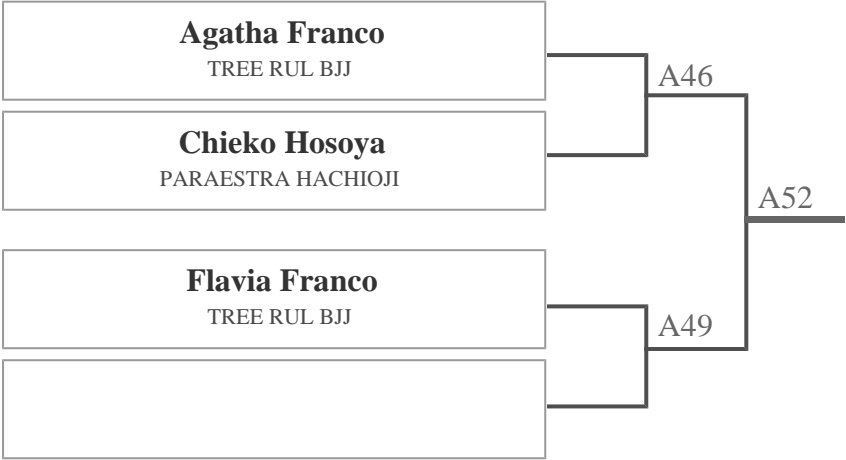 Agatha Franco
TREE RUL BJJ
A46
Chieko Hosoya
PARAESTRA HACHIOJI
A52
Flavia Franco
TREE RUL BJJ
A49